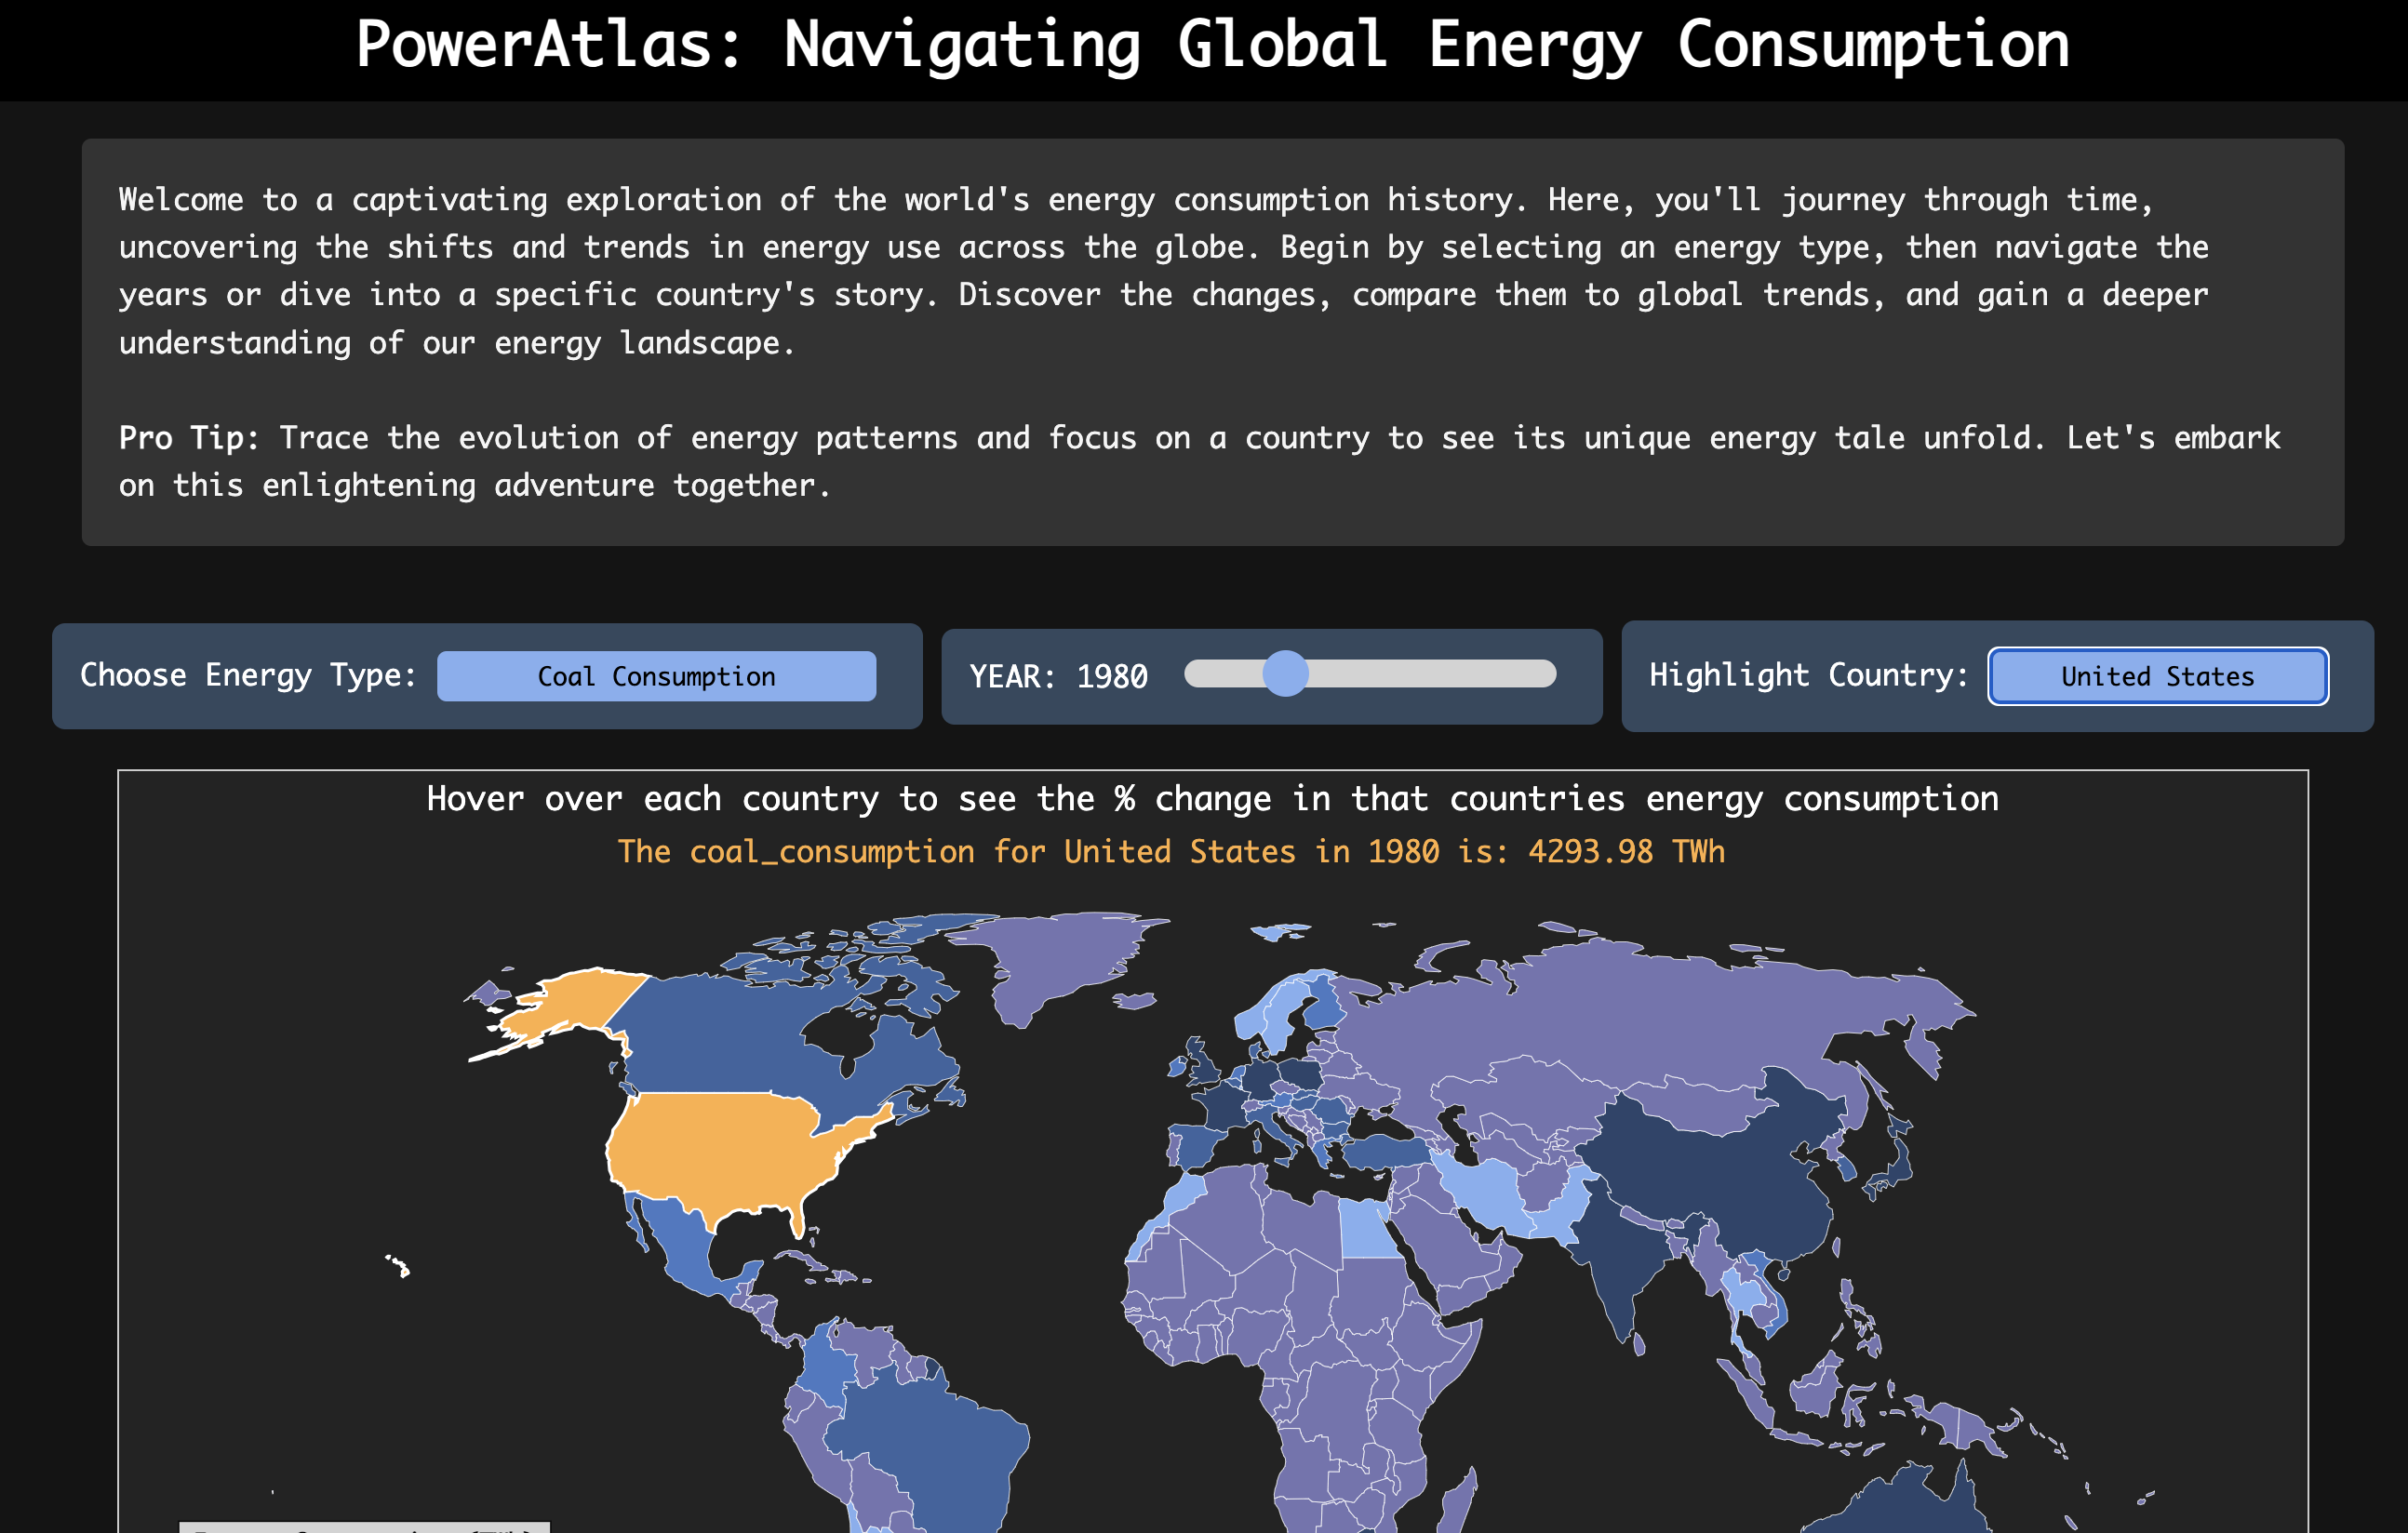 PowerAtlas: Navigating Global Energy Consumption
Welcome to a captivating exploration of the world's energy consumption history. Here, you'll journey through time,
uncovering the shifts and trends in energy use across the globe. Begin by selecting an energy type, then navigate the
years or dive into a specific country's story. Discover the changes, compare them to global trends, and gain a deeper
understanding of our energy landscape.
Pro Tip: Trace the evolution of energy patterns and focus on a country to see its unique energy tale unfold. Let's embark
on this enlightening adventure together.
Choose Energy Type: Coal Consumption
YEAR: 1980
Highlight Country: United States
Hover over each country to see the % change in that countries energy consumption
The coal_consumption for United States in 1980 is: 4293.98 TWh